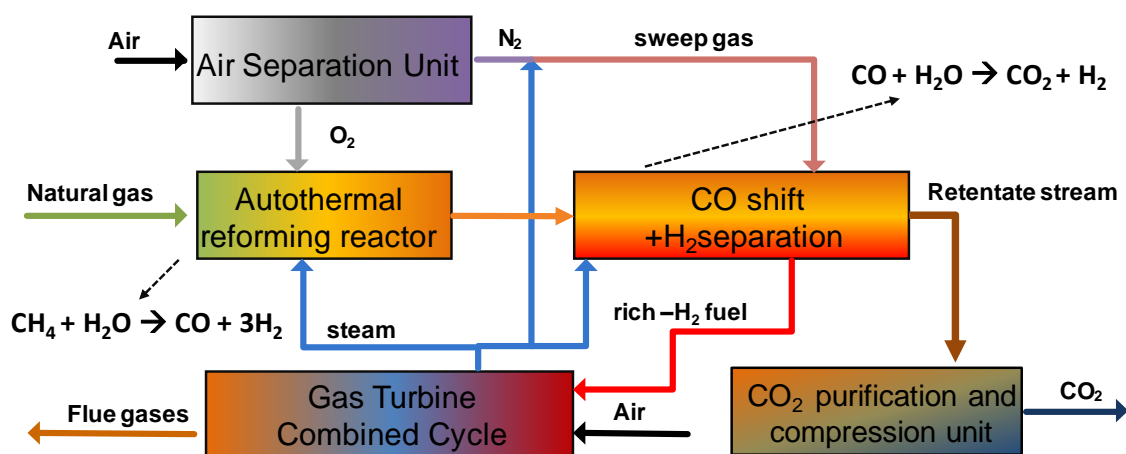 Air
Air Separation Unit
N₂
sweep gas
CO + H₂O → CO₂ + H₂
O₂
Natural gas
Autothermal
reforming reactor
CO shift
+H₂separation
Retentate stream
CH₄ + H₂O → CO + 3H₂
steam
rich –H₂ fuel
Gas Turbine
Combined Cycle
Flue gases
Air
CO₂ purification and
compression unit
CO₂